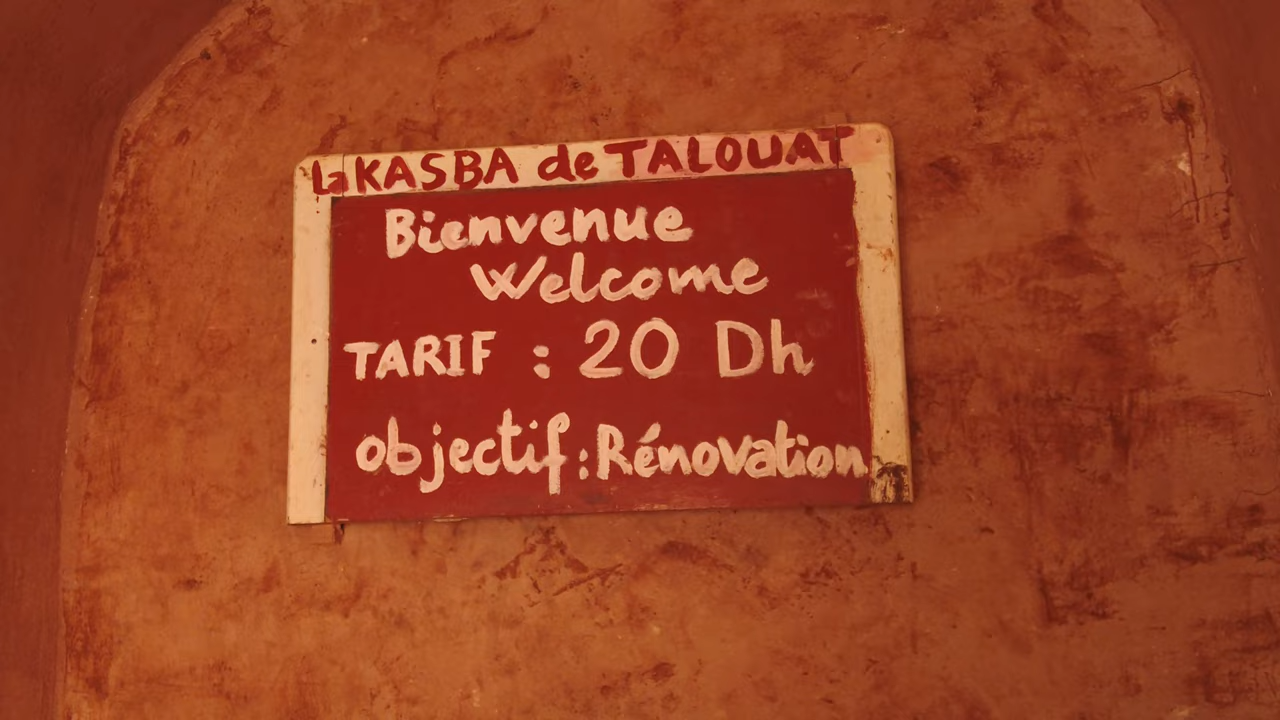 La KASBA de TALOUAT
Bienvenue
Welcome
TARIF : 20 Dh
objectif : Rénovation